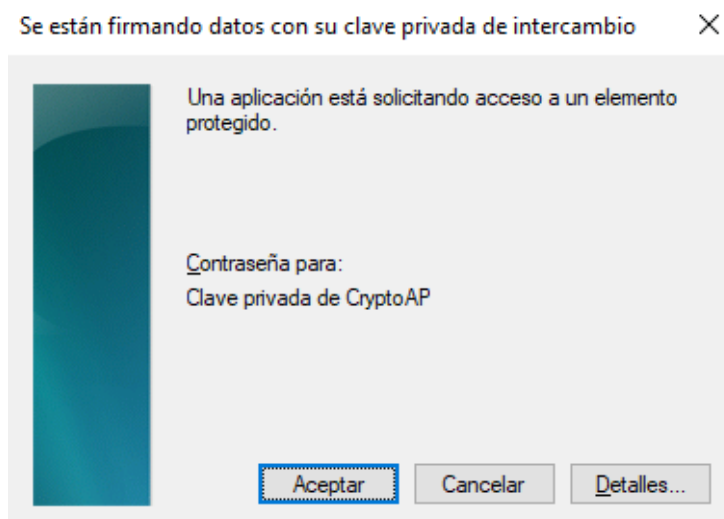 Se están firmando datos con su clave privada de intercambio
Una aplicación está solicitando acceso a un elemento
protegido.
Contraseña para:
Clave privada de CryptoAP
Aceptar Cancelar Detalles...